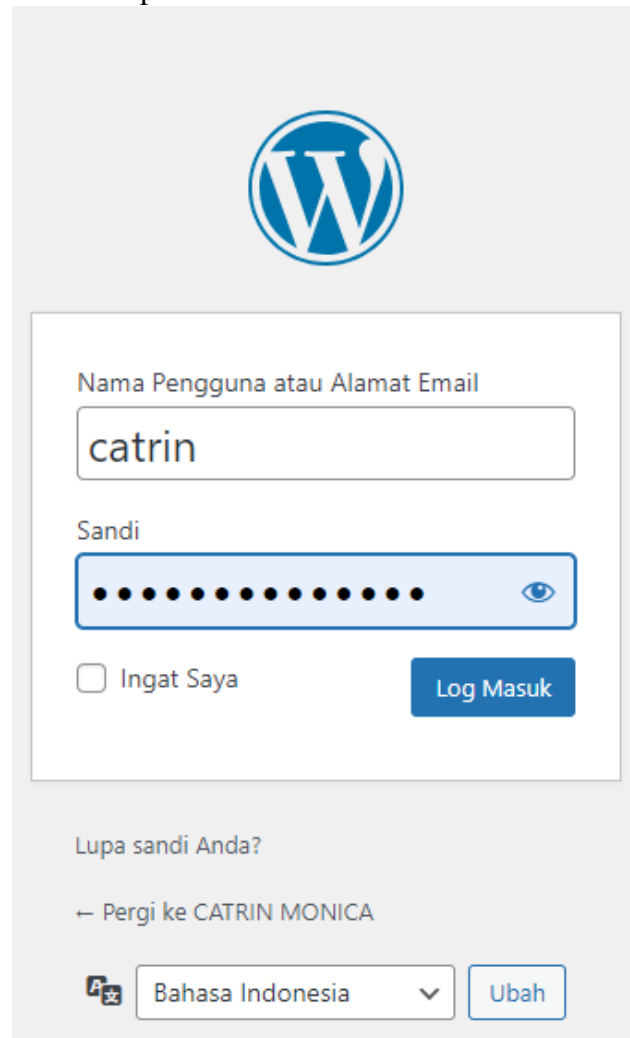 Nama Pengguna atau Alamat Email
catrin
Sandi
••••••••••••••
Ingat Saya
Log Masuk
Lupa sandi Anda?
← Pergi ke CATRIN MONICA
Bahasa Indonesia
Ubah